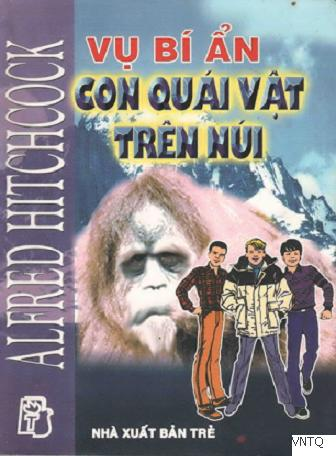 ALFRED HITCHCOCK
VỤ BÍ ẨN
CON QUÁI VẬT
TRÊN NÚI
NHÀ XUẤT BẢN TRẺ
VNTQ